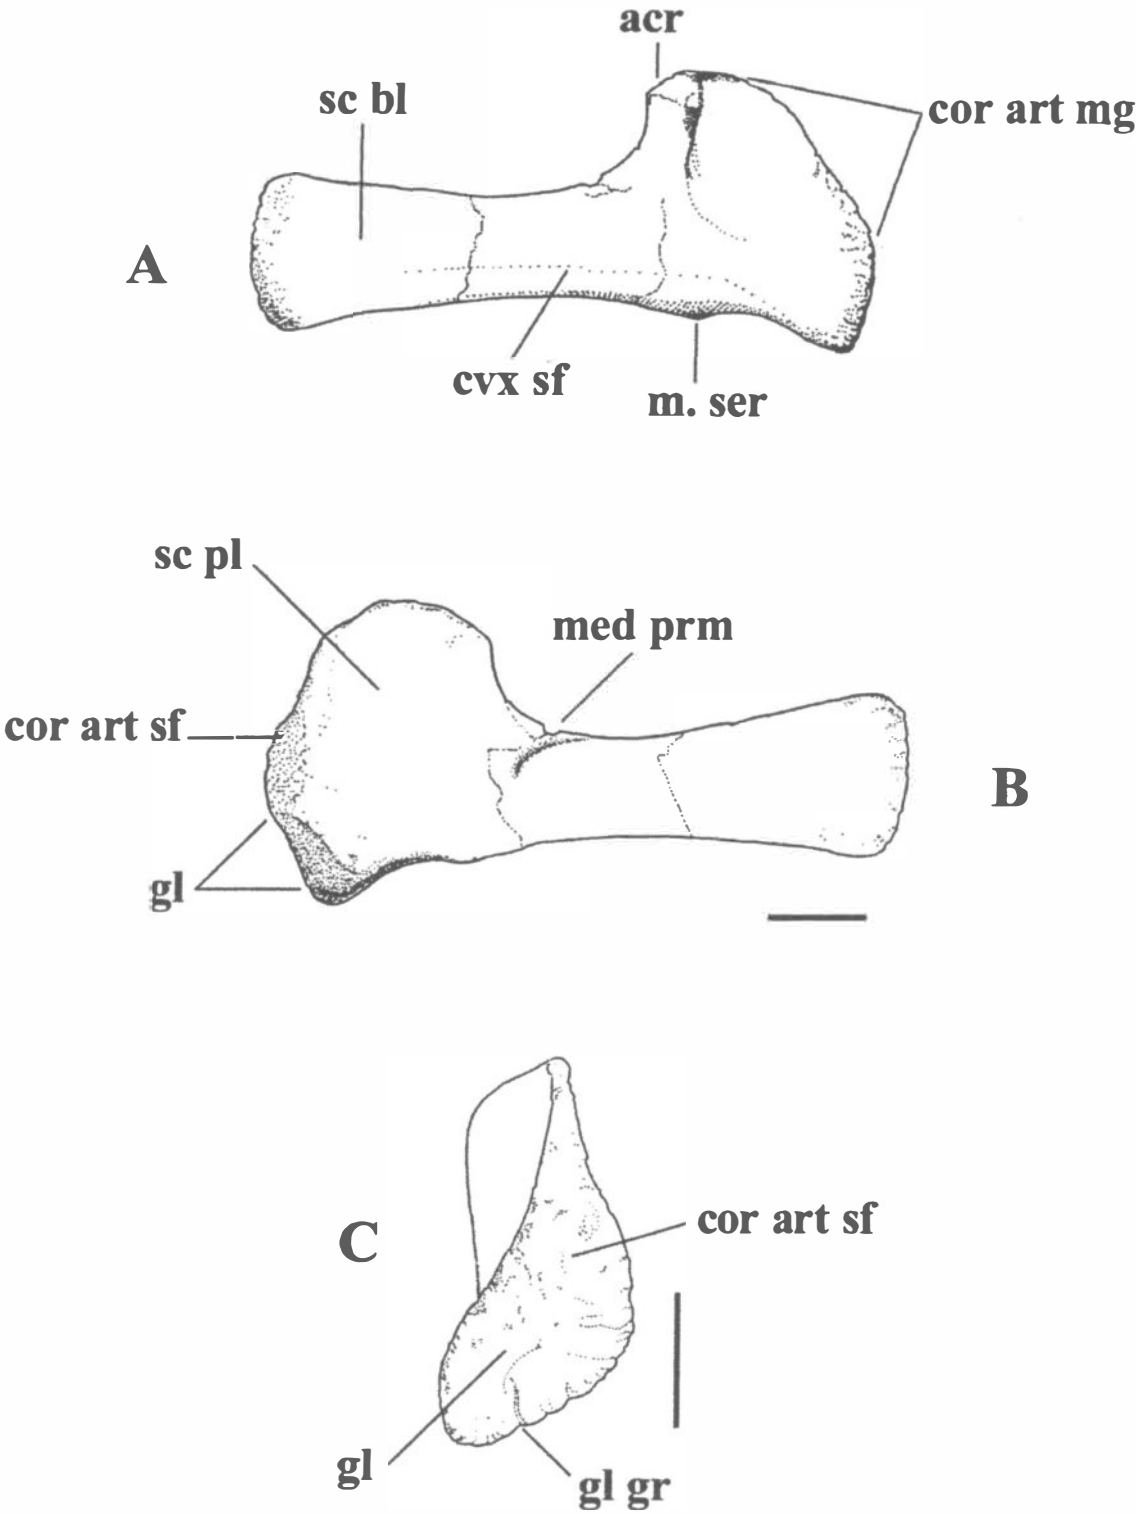 acr
sc bl
cor art mg
A
cvx sf
m. ser
sc pl
med prm
cor art sf
B
gl
cor art sf
C
gl
gl gr